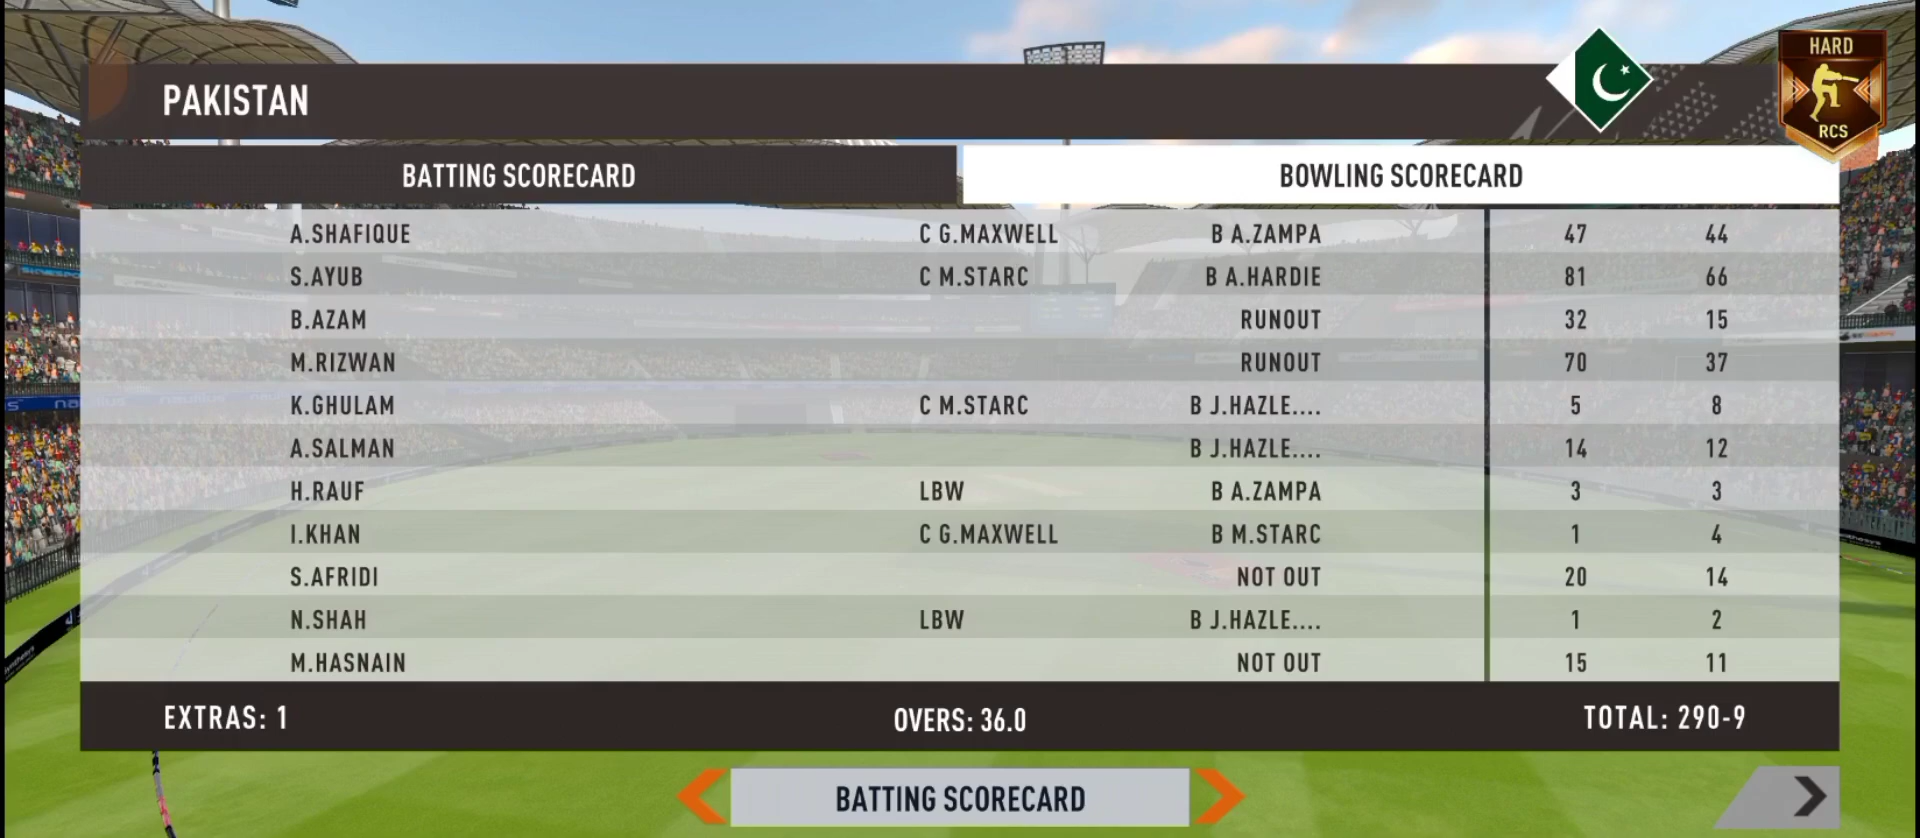 HARD
RCS
PAKISTAN
BATTING SCORECARD BOWLING SCORECARD
A.SHAFIQUE C G.MAXWELL B A.ZAMPA 47 44
S.AYUB C M.STARC B A.HARDIE 81 66
B.AZAM RUNOUT 32 15
M.RIZWAN RUNOUT 70 37
K.GHULAM C M.STARC B J.HAZLE.... 5 8
A.SALMAN B J.HAZLE.... 14 12
H.RAUF LBW B A.ZAMPA 3 3
I.KHAN C G.MAXWELL B M.STARC 1 4
S.AFRIDI NOT OUT 20 14
N.SHAH LBW B J.HAZLE.... 1 2
M.HASNAIN NOT OUT 15 11
EXTRAS: 1 OVERS: 36.0 TOTAL: 290-9
BATTING SCORECARD